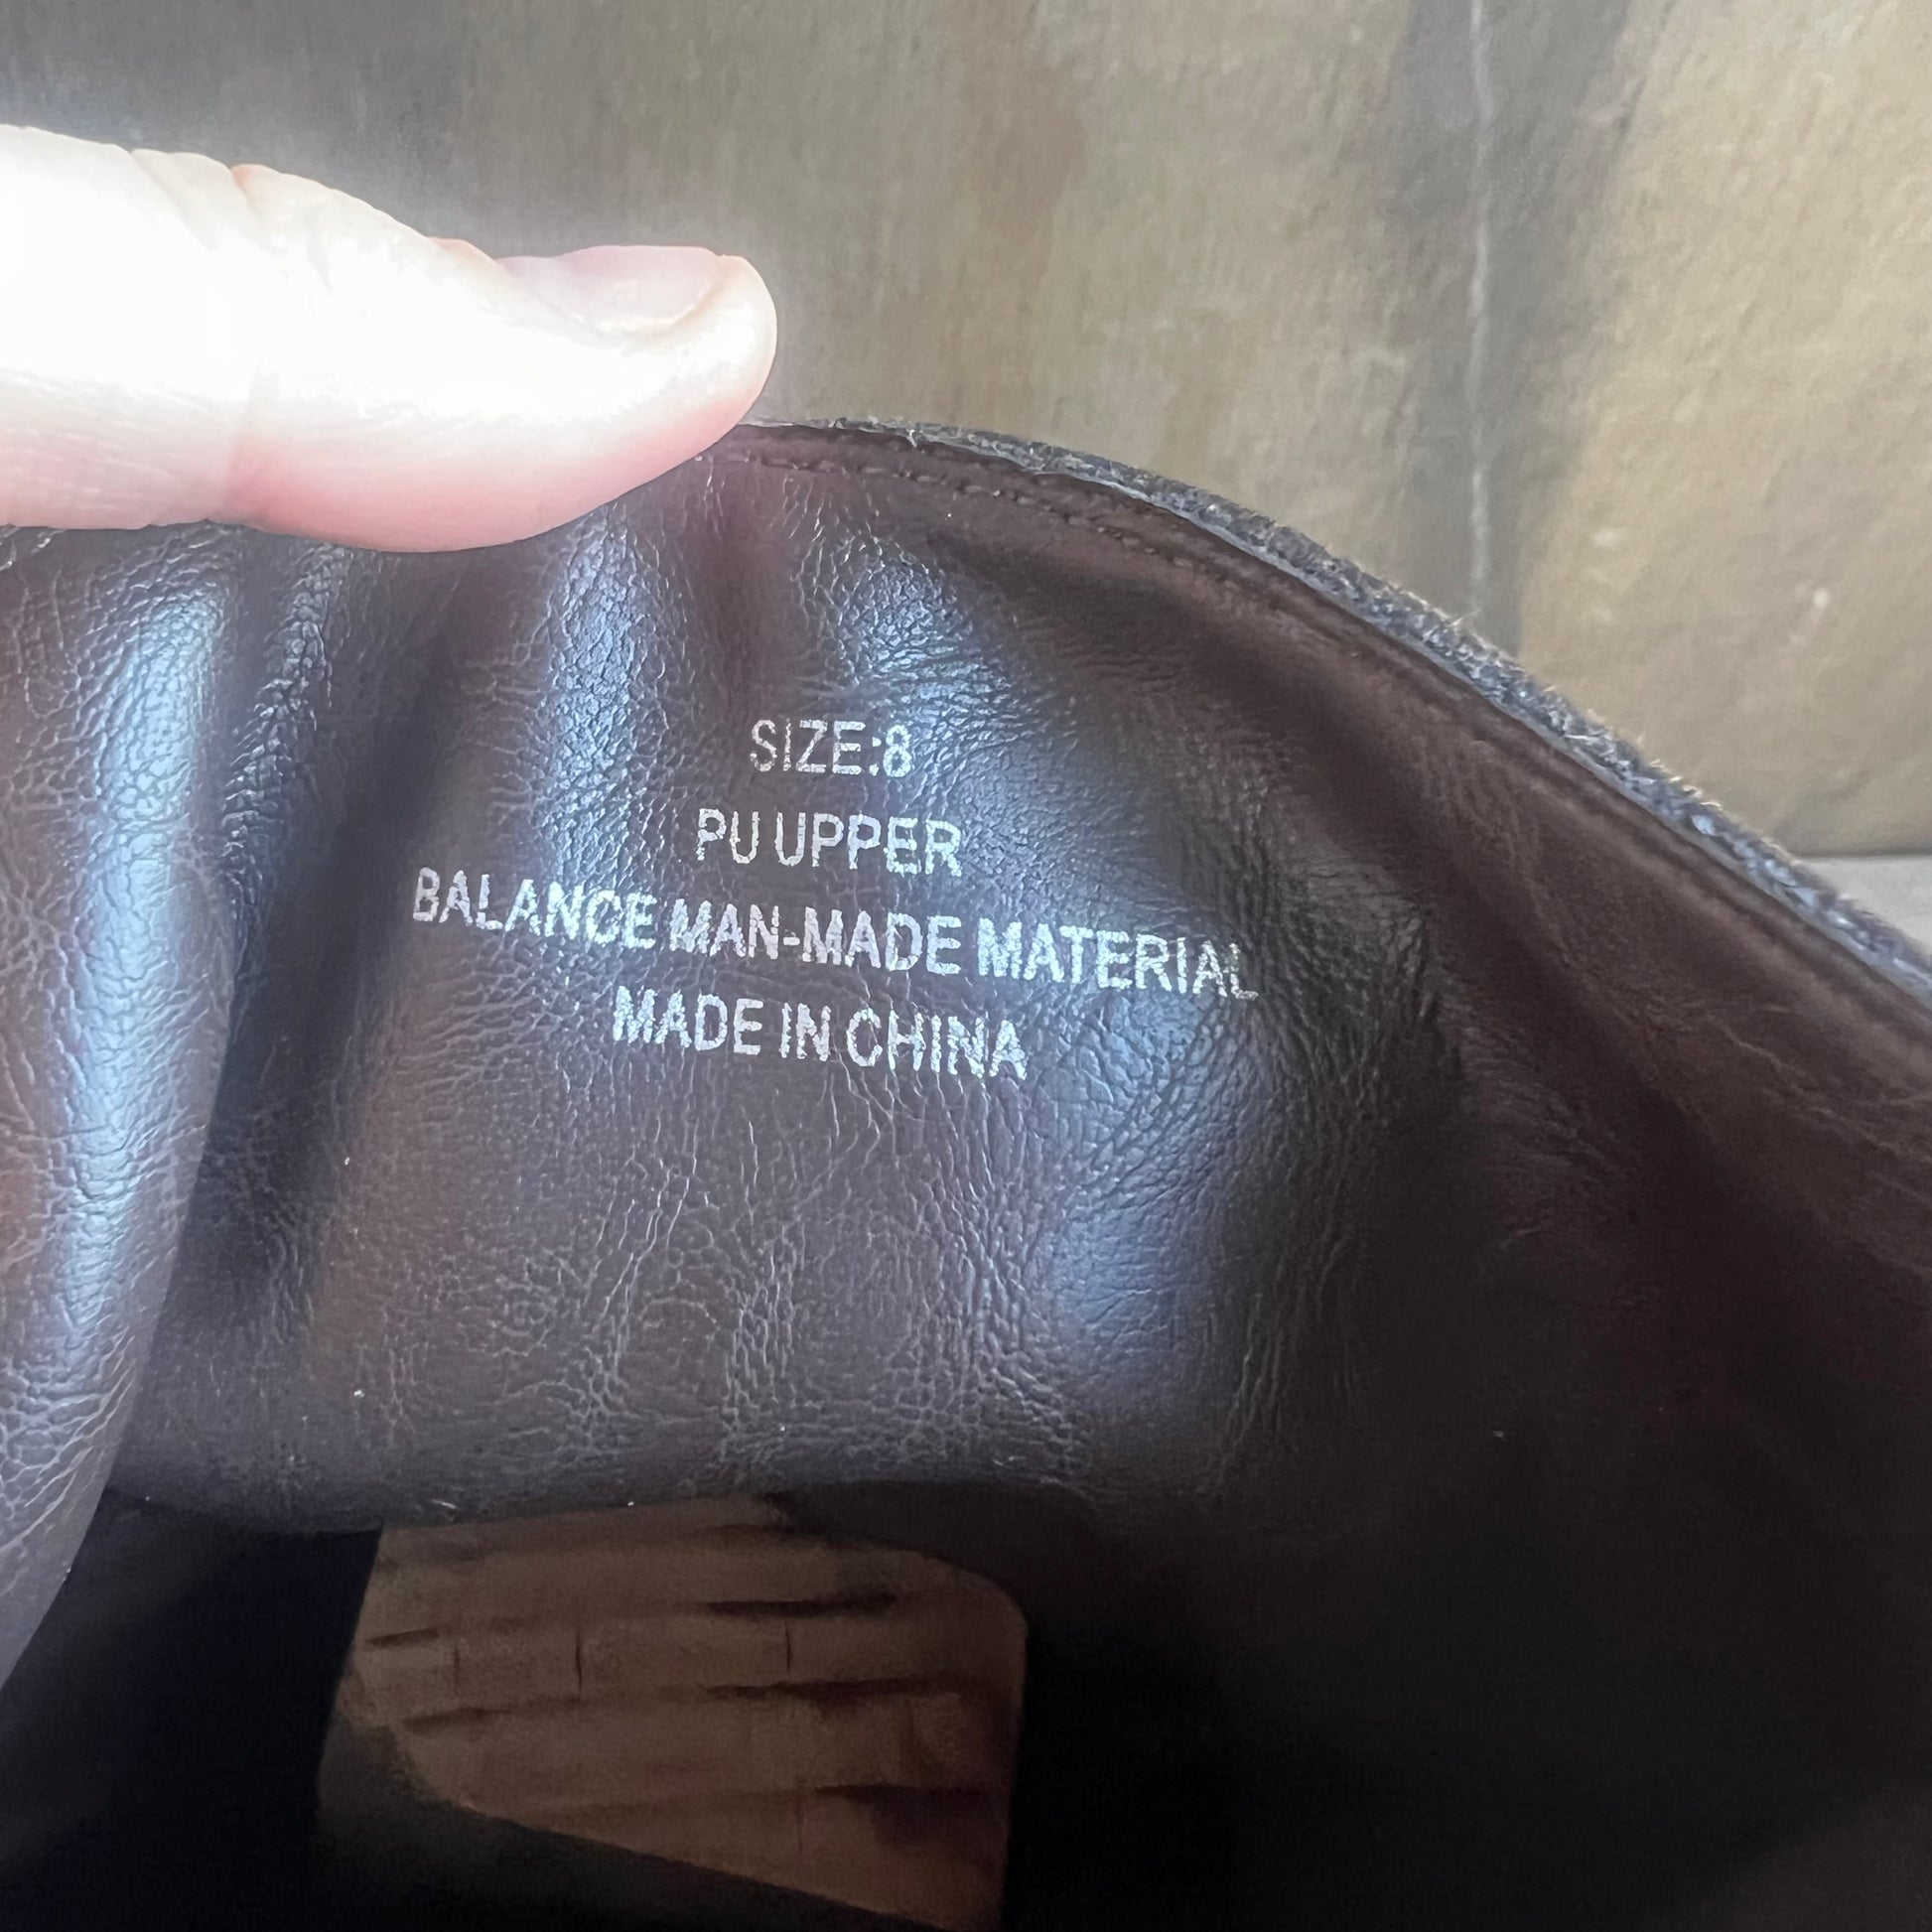 SIZE:8
PU UPPER
BALANCE MAN-MADE MATERIAL
MADE IN CHINA